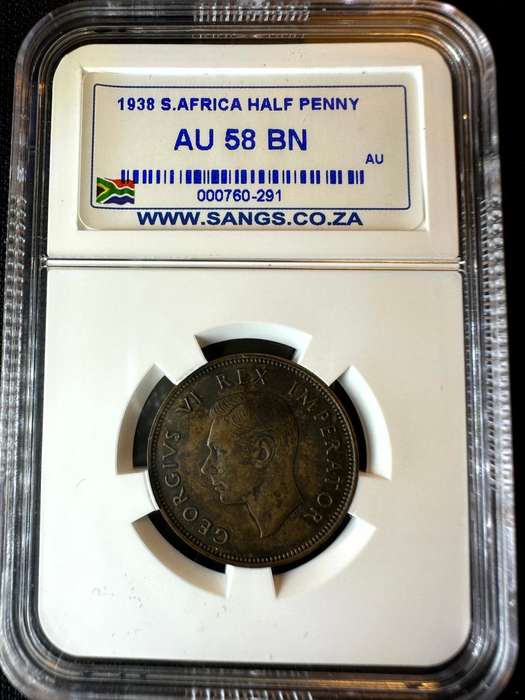 1938 S.AFRICA HALF PENNY
AU 58 BN
AU
000760-291
WWW.SANGS.CO.ZA
GEORGIVS VI REX IMPERATOR